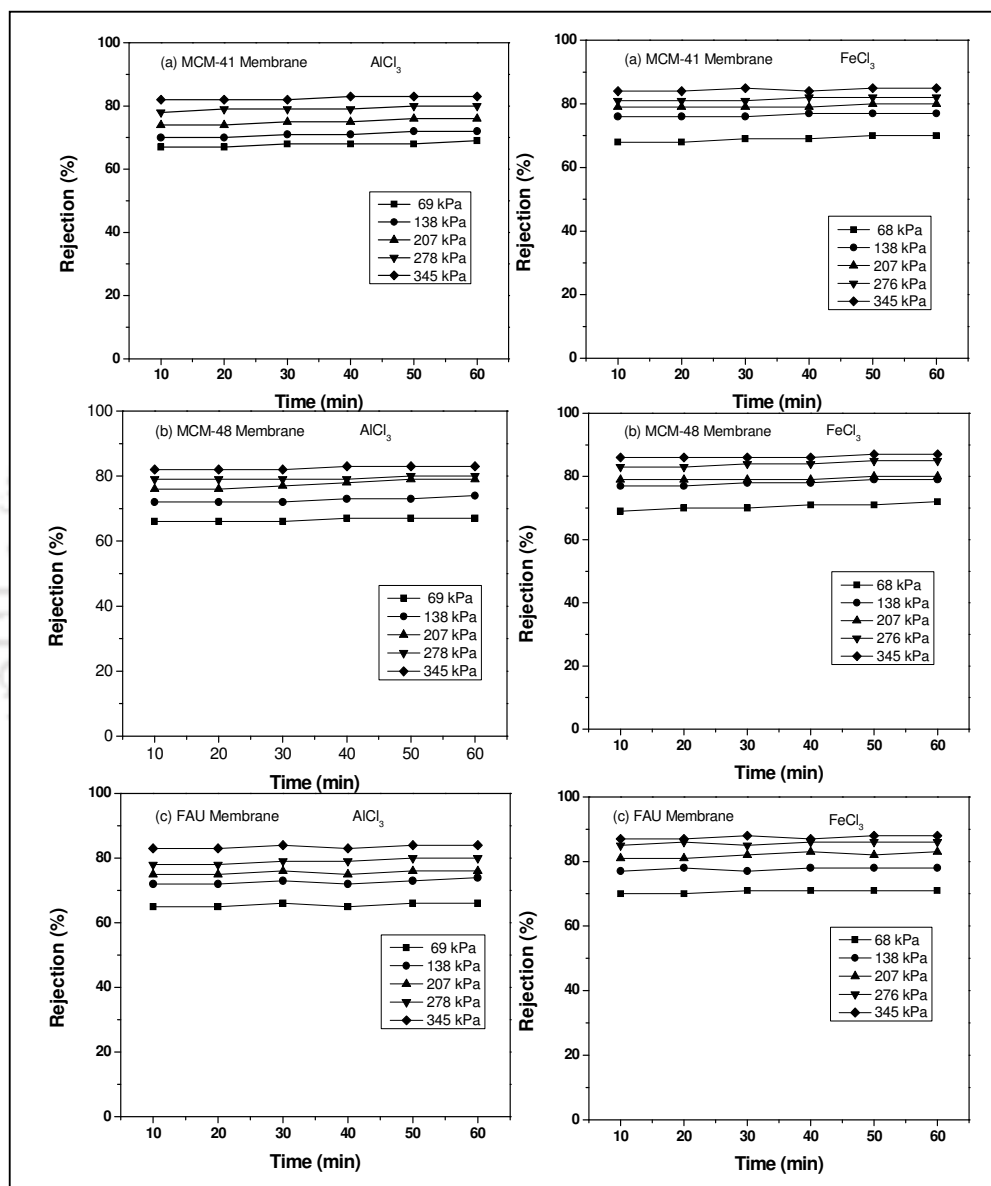 (a) MCM-41 Membrane AlCl3
Rejection (%)
100
80
60
40
20
0
69 kPa
138 kPa
207 kPa
278 kPa
345 kPa
10 20 30 40 50 60
Time (min)
(a) MCM-41 Membrane FeCl3
Rejection (%)
100
80
60
40
20
0
68 kPa
138 kPa
207 kPa
276 kPa
345 kPa
10 20 30 40 50 60
Time (min)
(b) MCM-48 Membrane AlCl3
Rejection (%)
100
80
60
40
20
0
69 kPa
138 kPa
207 kPa
278 kPa
345 kPa
10 20 30 40 50 60
Time (min)
(b) MCM-48 Membrane FeCl3
Rejection (%)
100
80
60
40
20
0
68 kPa
138 kPa
207 kPa
276 kPa
345 kPa
10 20 30 40 50 60
Time (min)
(c) FAU Membrane AlCl3
Rejection (%)
100
80
60
40
20
0
69 kPa
138 kPa
207 kPa
278 kPa
345 kPa
10 20 30 40 50 60
Time (min)
(c) FAU Membrane FeCl3
Rejection (%)
100
80
60
40
20
0
68 kPa
138 kPa
207 kPa
276 kPa
345 kPa
10 20 30 40 50 60
Time (min)